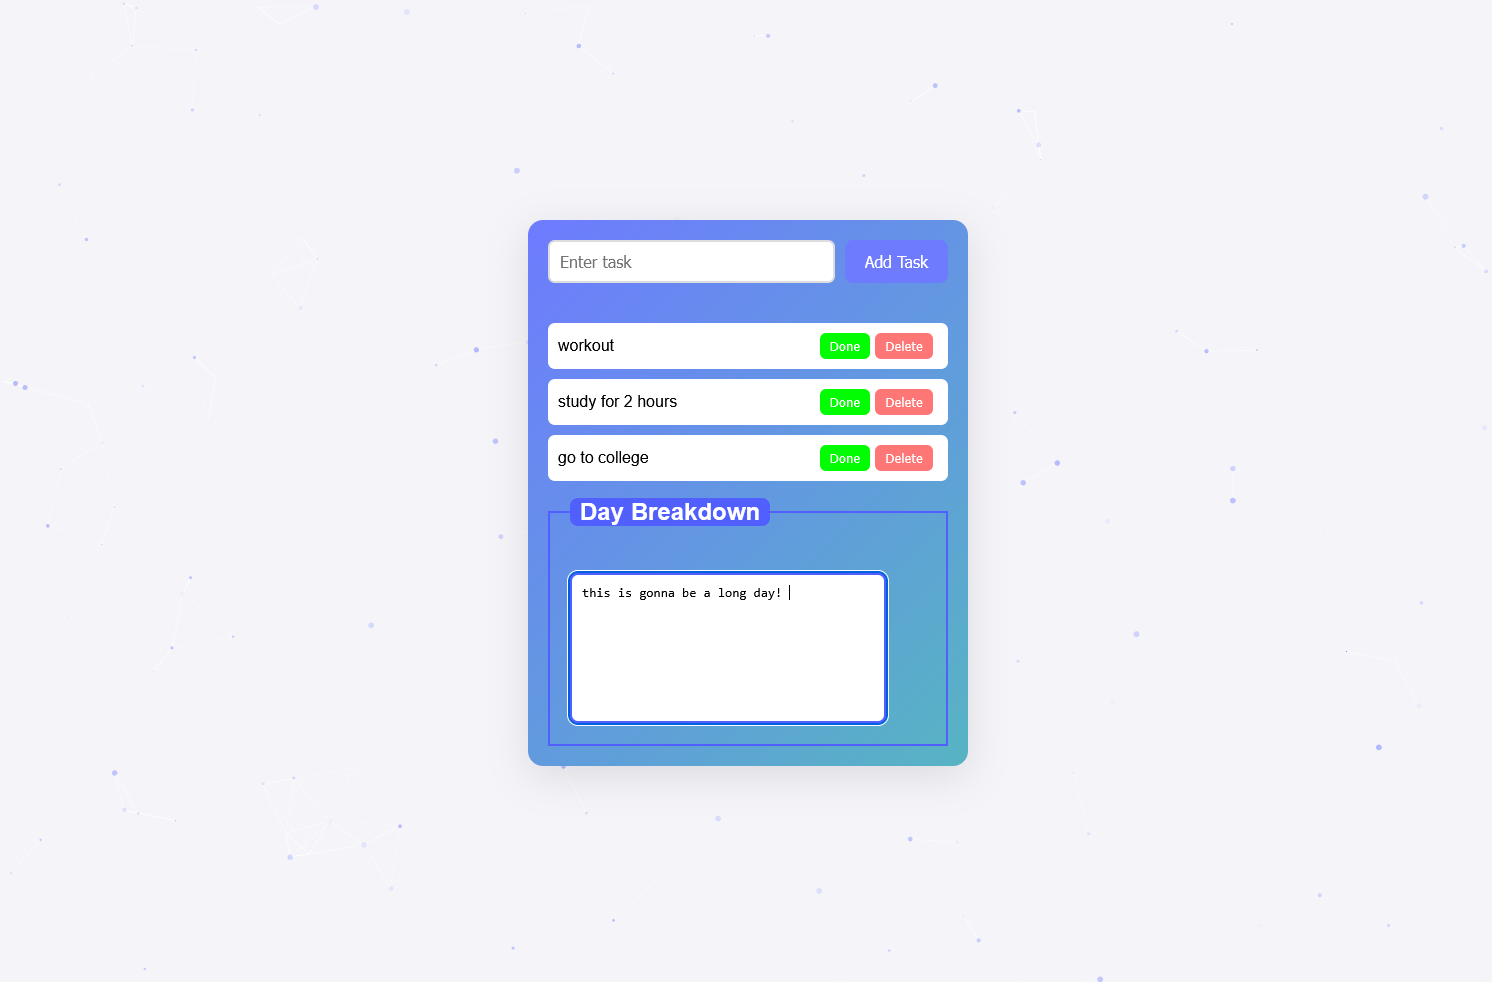 Enter task
Add Task
workout
Done
Delete
study for 2 hours
Done
Delete
go to college
Done
Delete
Day Breakdown
this is gonna be a long day!